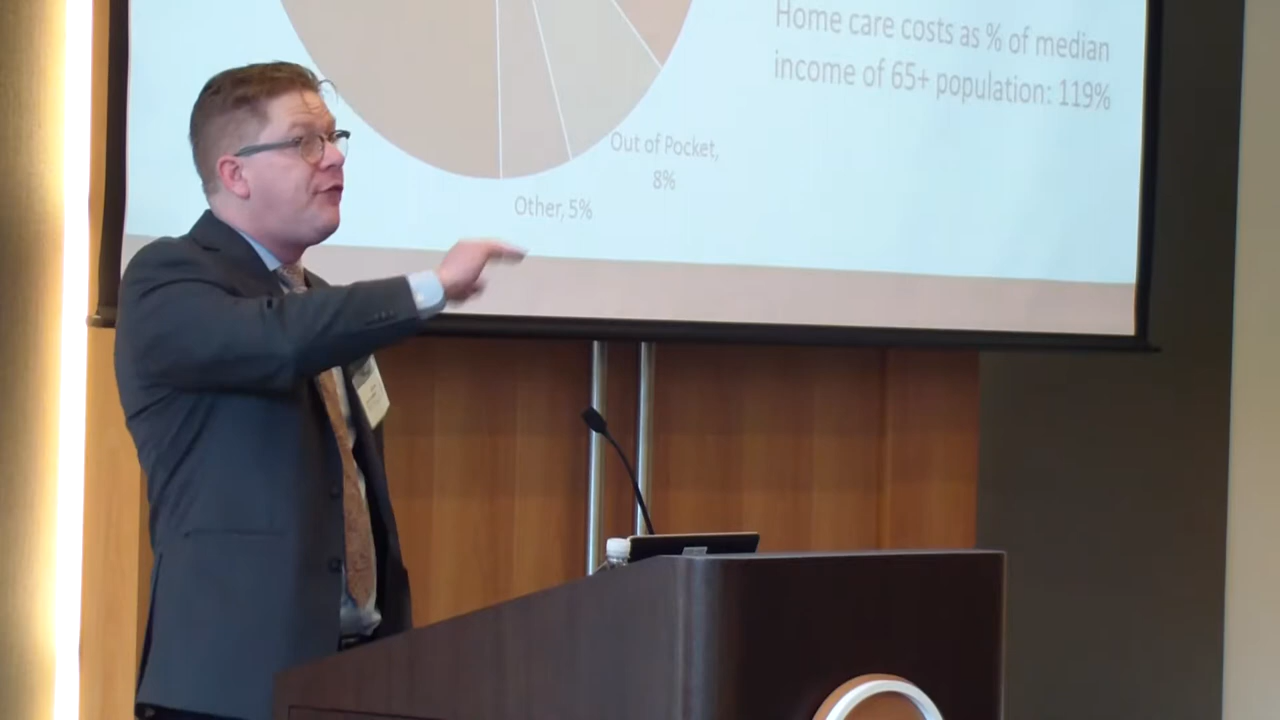 Home care costs as % of median
income of 65+ population: 119%
Out of Pocket,
8%
Other, 5%